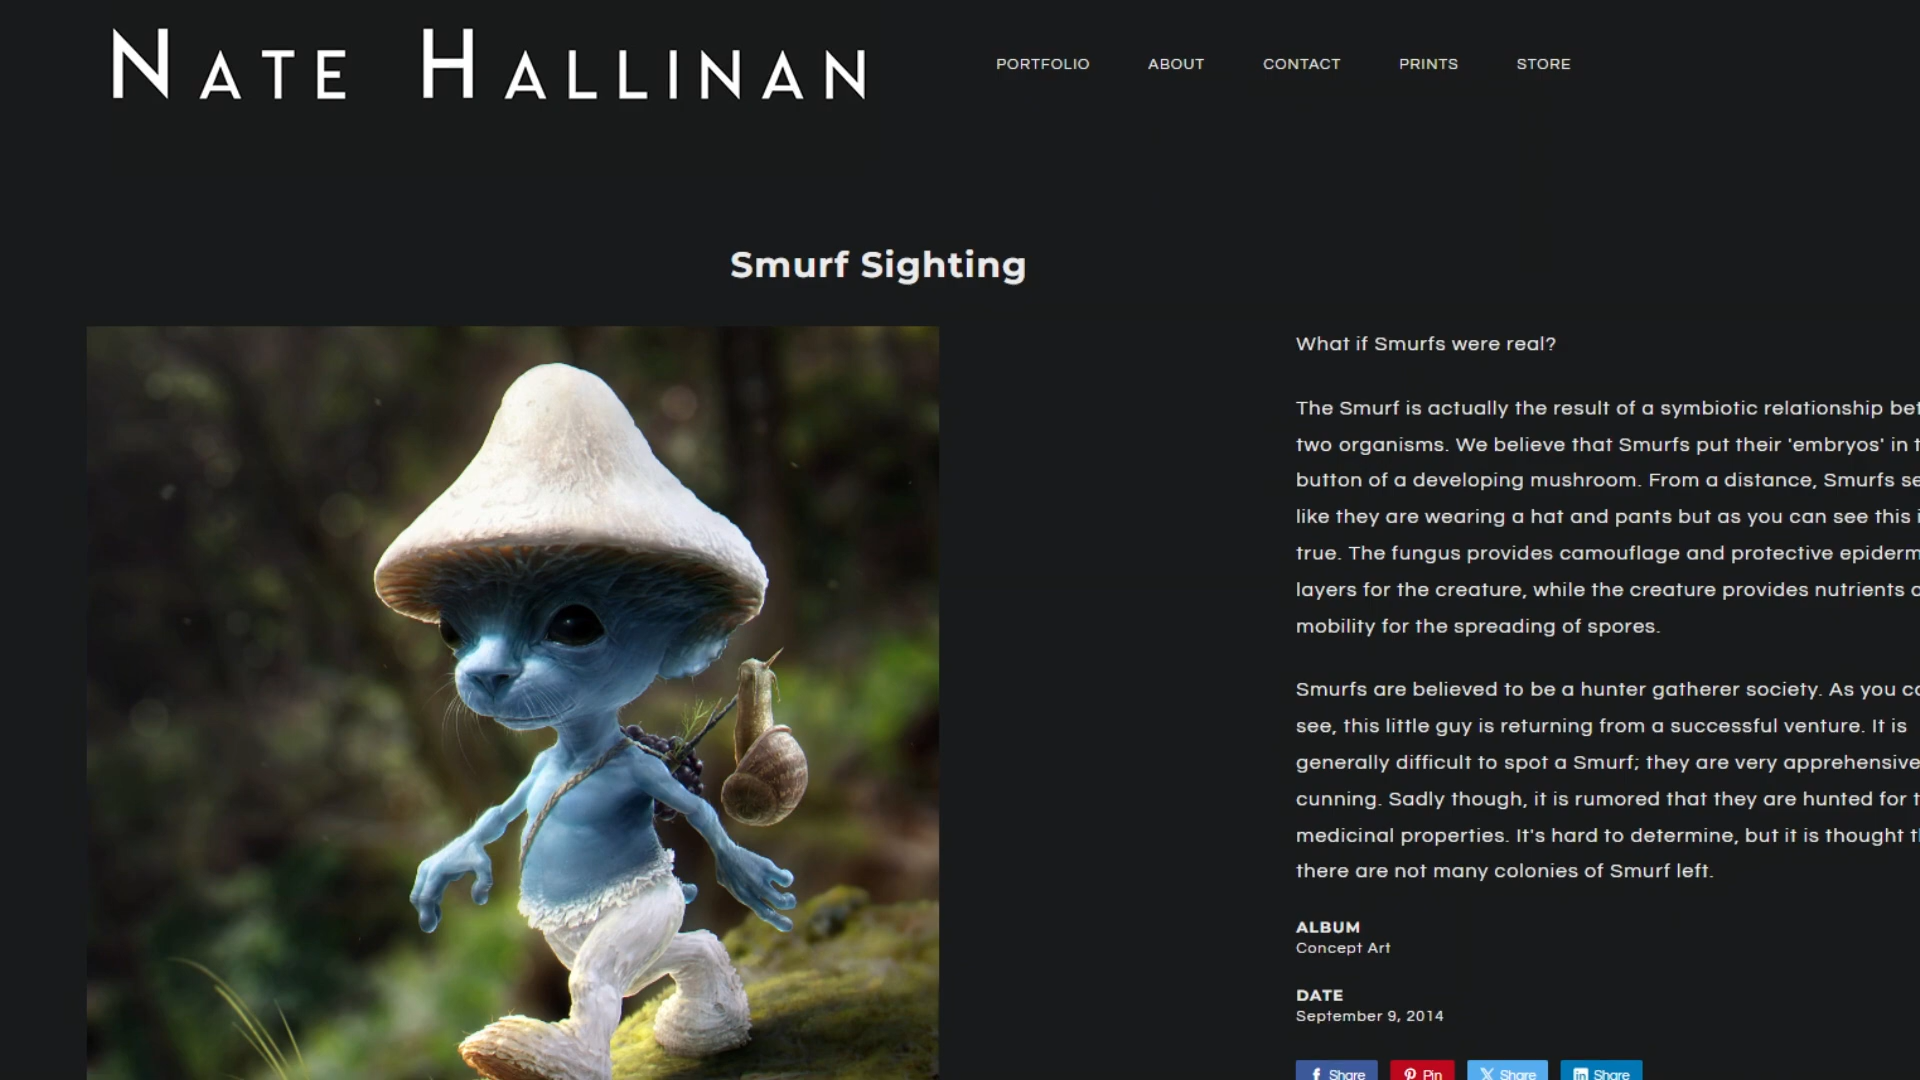 NATE HALLINAN
PORTFOLIO ABOUT CONTACT PRINTS STORE
Smurf Sighting
What if Smurfs were real?
The Smurf is actually the result of a symbiotic relationship
two organisms. We believe that Smurfs put their 'embryos' in
button of a developing mushroom. From a distance, Smurfs
like they are wearing a hat and pants but as you can see this
true. The fungus provides camouflage and protective
layers for the creature, while the creature provides nutrients
mobility for the spreading of spores.
Smurfs are believed to be a hunter gatherer society. As you
see, this little guy is returning from a successful venture. It is
generally difficult to spot a Smurf; they are very apprehensive
cunning. Sadly though, it is rumored that they are hunted for
medicinal properties. It's hard to determine, but it is thought
there are not many colonies of Smurf left.
ALBUM
Concept Art
DATE
September 9, 2014
Share Pin Share Share